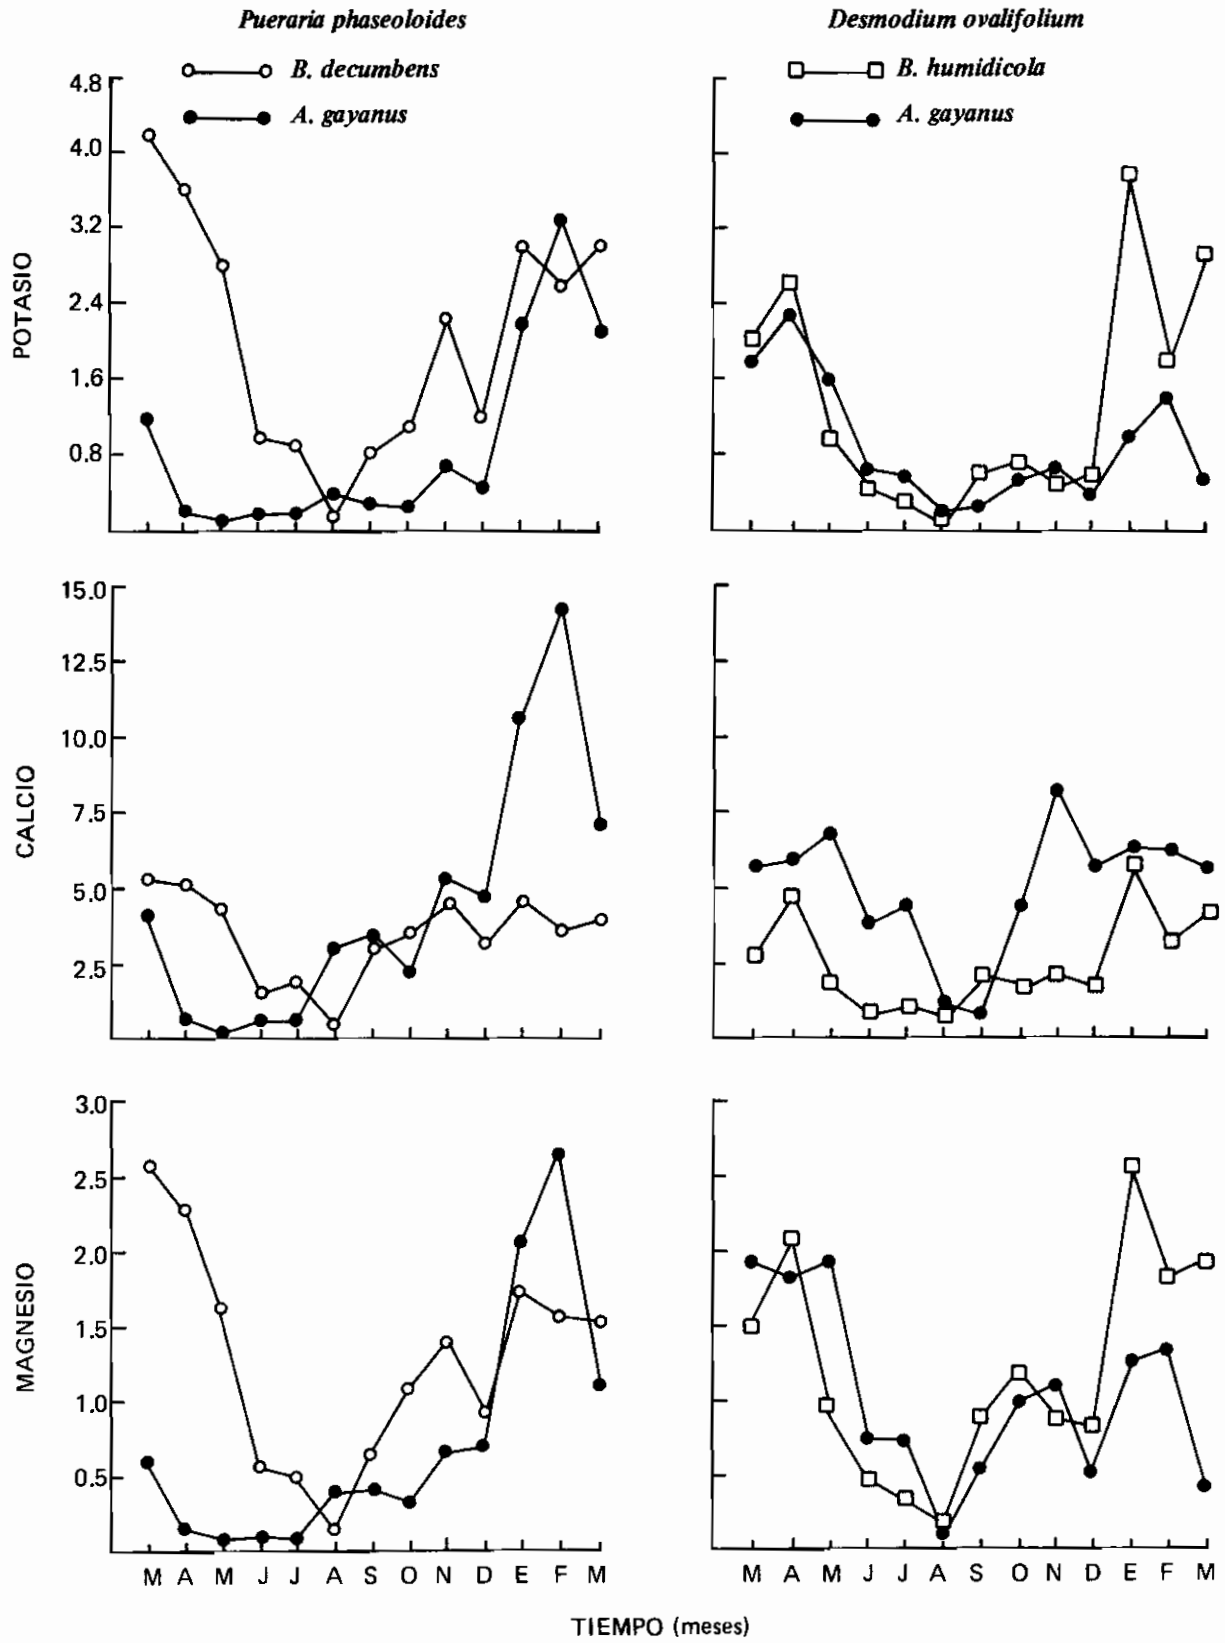 Pueraria phaseoloides
B. decumbens
A. gayanus
Desmodium ovalifolium
B. humidicola
A. gayanus
POTASIO
4.8
4.0
3.2
2.4
1.6
0.8
CALCIO
15.0
12.5
10.0
7.5
5.0
2.5
MAGNESIO
3.0
2.5
2.0
1.5
1.0
0.5
M A M J J A S O N D E F M
M A M J J A S O N D E F M
TIEMPO (meses)